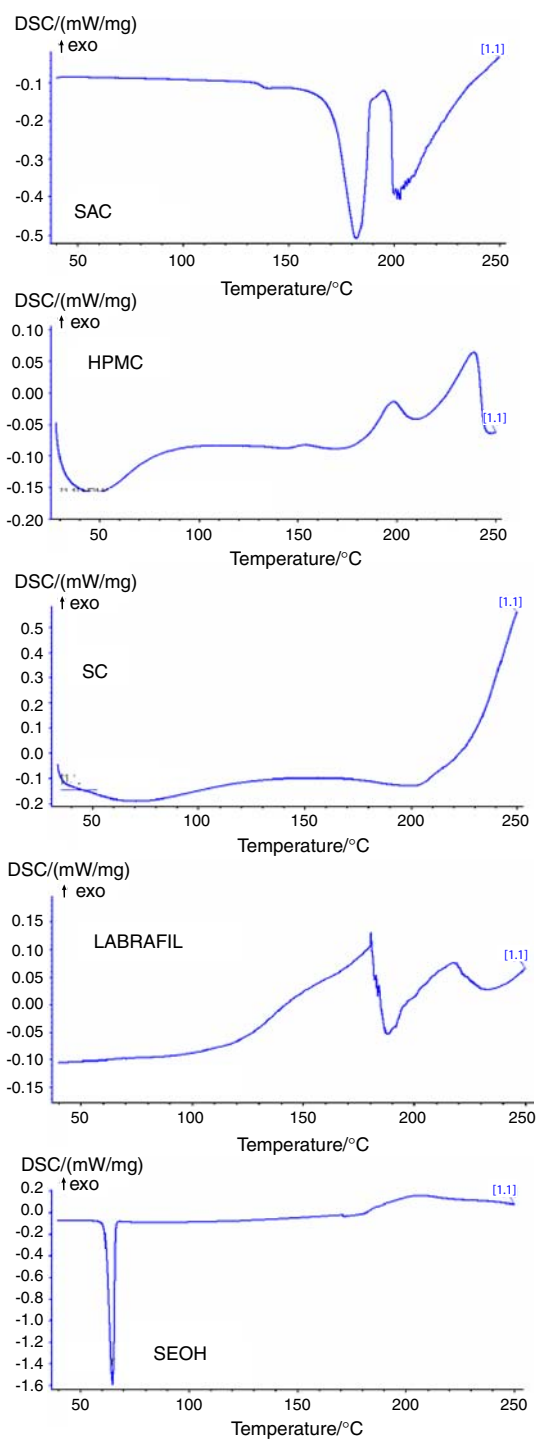 DSC/(mW/mg)
↑ exo
[1.1]
-0.1
-0.2
-0.3
-0.4
-0.5
SAC
50 100 150 200 250
Temperature/°C
DSC/(mW/mg)
↑ exo
0.10
HPMC
0.05
0.00
-0.05
[1.1]
-0.10
-0.15
-0.20
50 100 150 200 250
Temperature/°C
DSC/(mW/mg)
↑ exo
[1.1]
0.5
0.4
SC
0.3
0.2
0.1
0.0
-0.1
-0.2
50 100 150 200 250
Temperature/°C
DSC/(mW/mg)
↑ exo
0.15
LABRAFIL
0.10
[1.1]
0.05
0.00
-0.05
-0.10
-0.15
50 100 150 200 250
Temperature/°C
DSC/(mW/mg)
0.2 ↑exo
[1.1]
0.0
-0.2
-0.4
-0.6
-0.8
-1.0
-1.2
SEOH
-1.4
-1.6
50 100 150 200 250
Temperature/°C